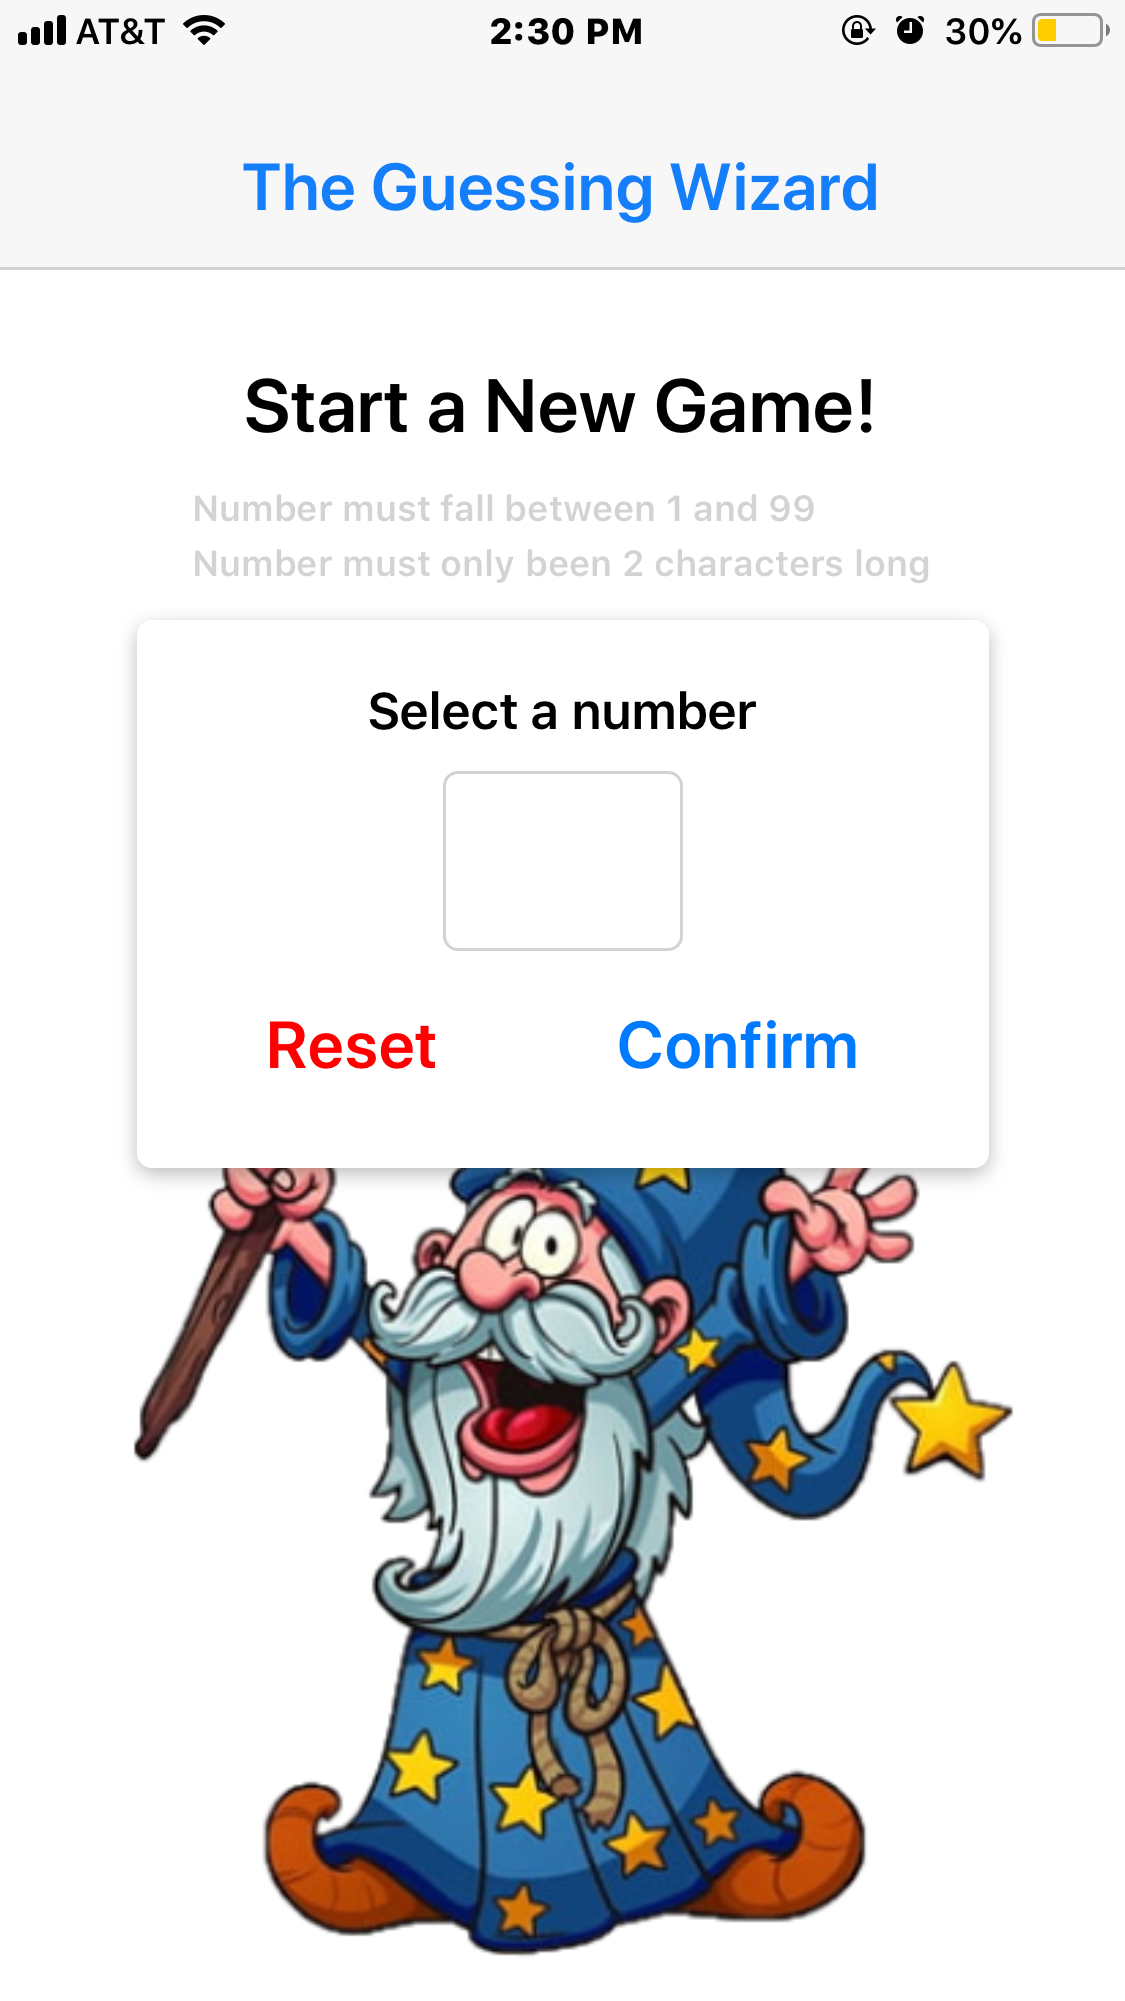 AT&T 2:30 PM 30%
The Guessing Wizard
Start a New Game!
Number must fall between 1 and 99
Number must only been 2 characters long
Select a number
Reset Confirm